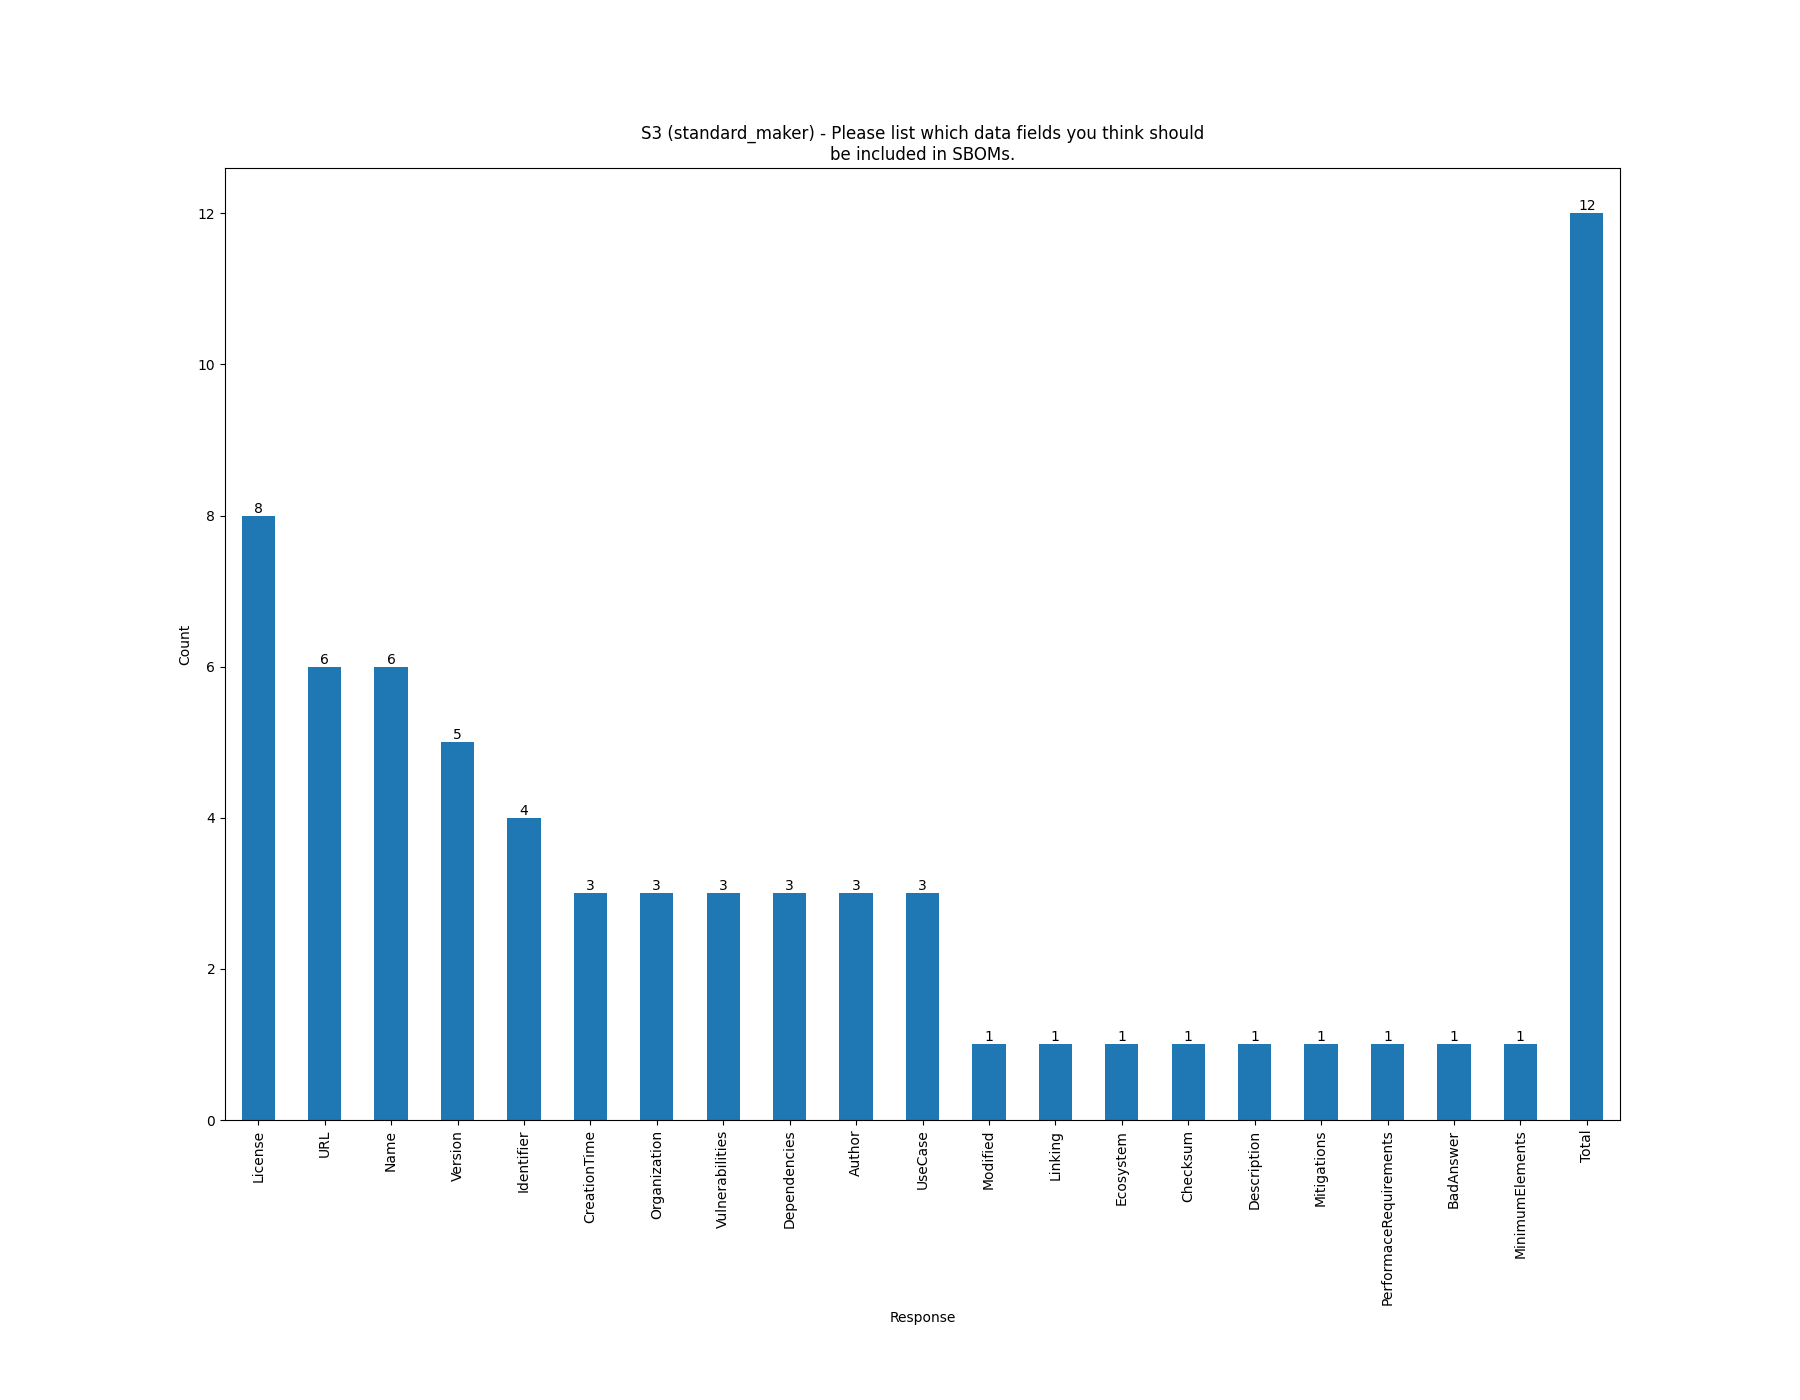 S3 (standard_maker) - Please list which data fields you think should
be included in SBOMs.
Count
12
10
8
6
4
2
0
8
6
6
5
4
3
3
3
3
3
3
1
1
1
1
1
1
1
1
1
12
License
URL
Name
Version
Identifier
CreationTime
Organization
Vulnerabilities
Dependencies
Author
UseCase
Modified
Linking
Ecosystem
Checksum
Description
Mitigations
PerformaceRequirements
BadAnswer
MinimumElements
Total
Response